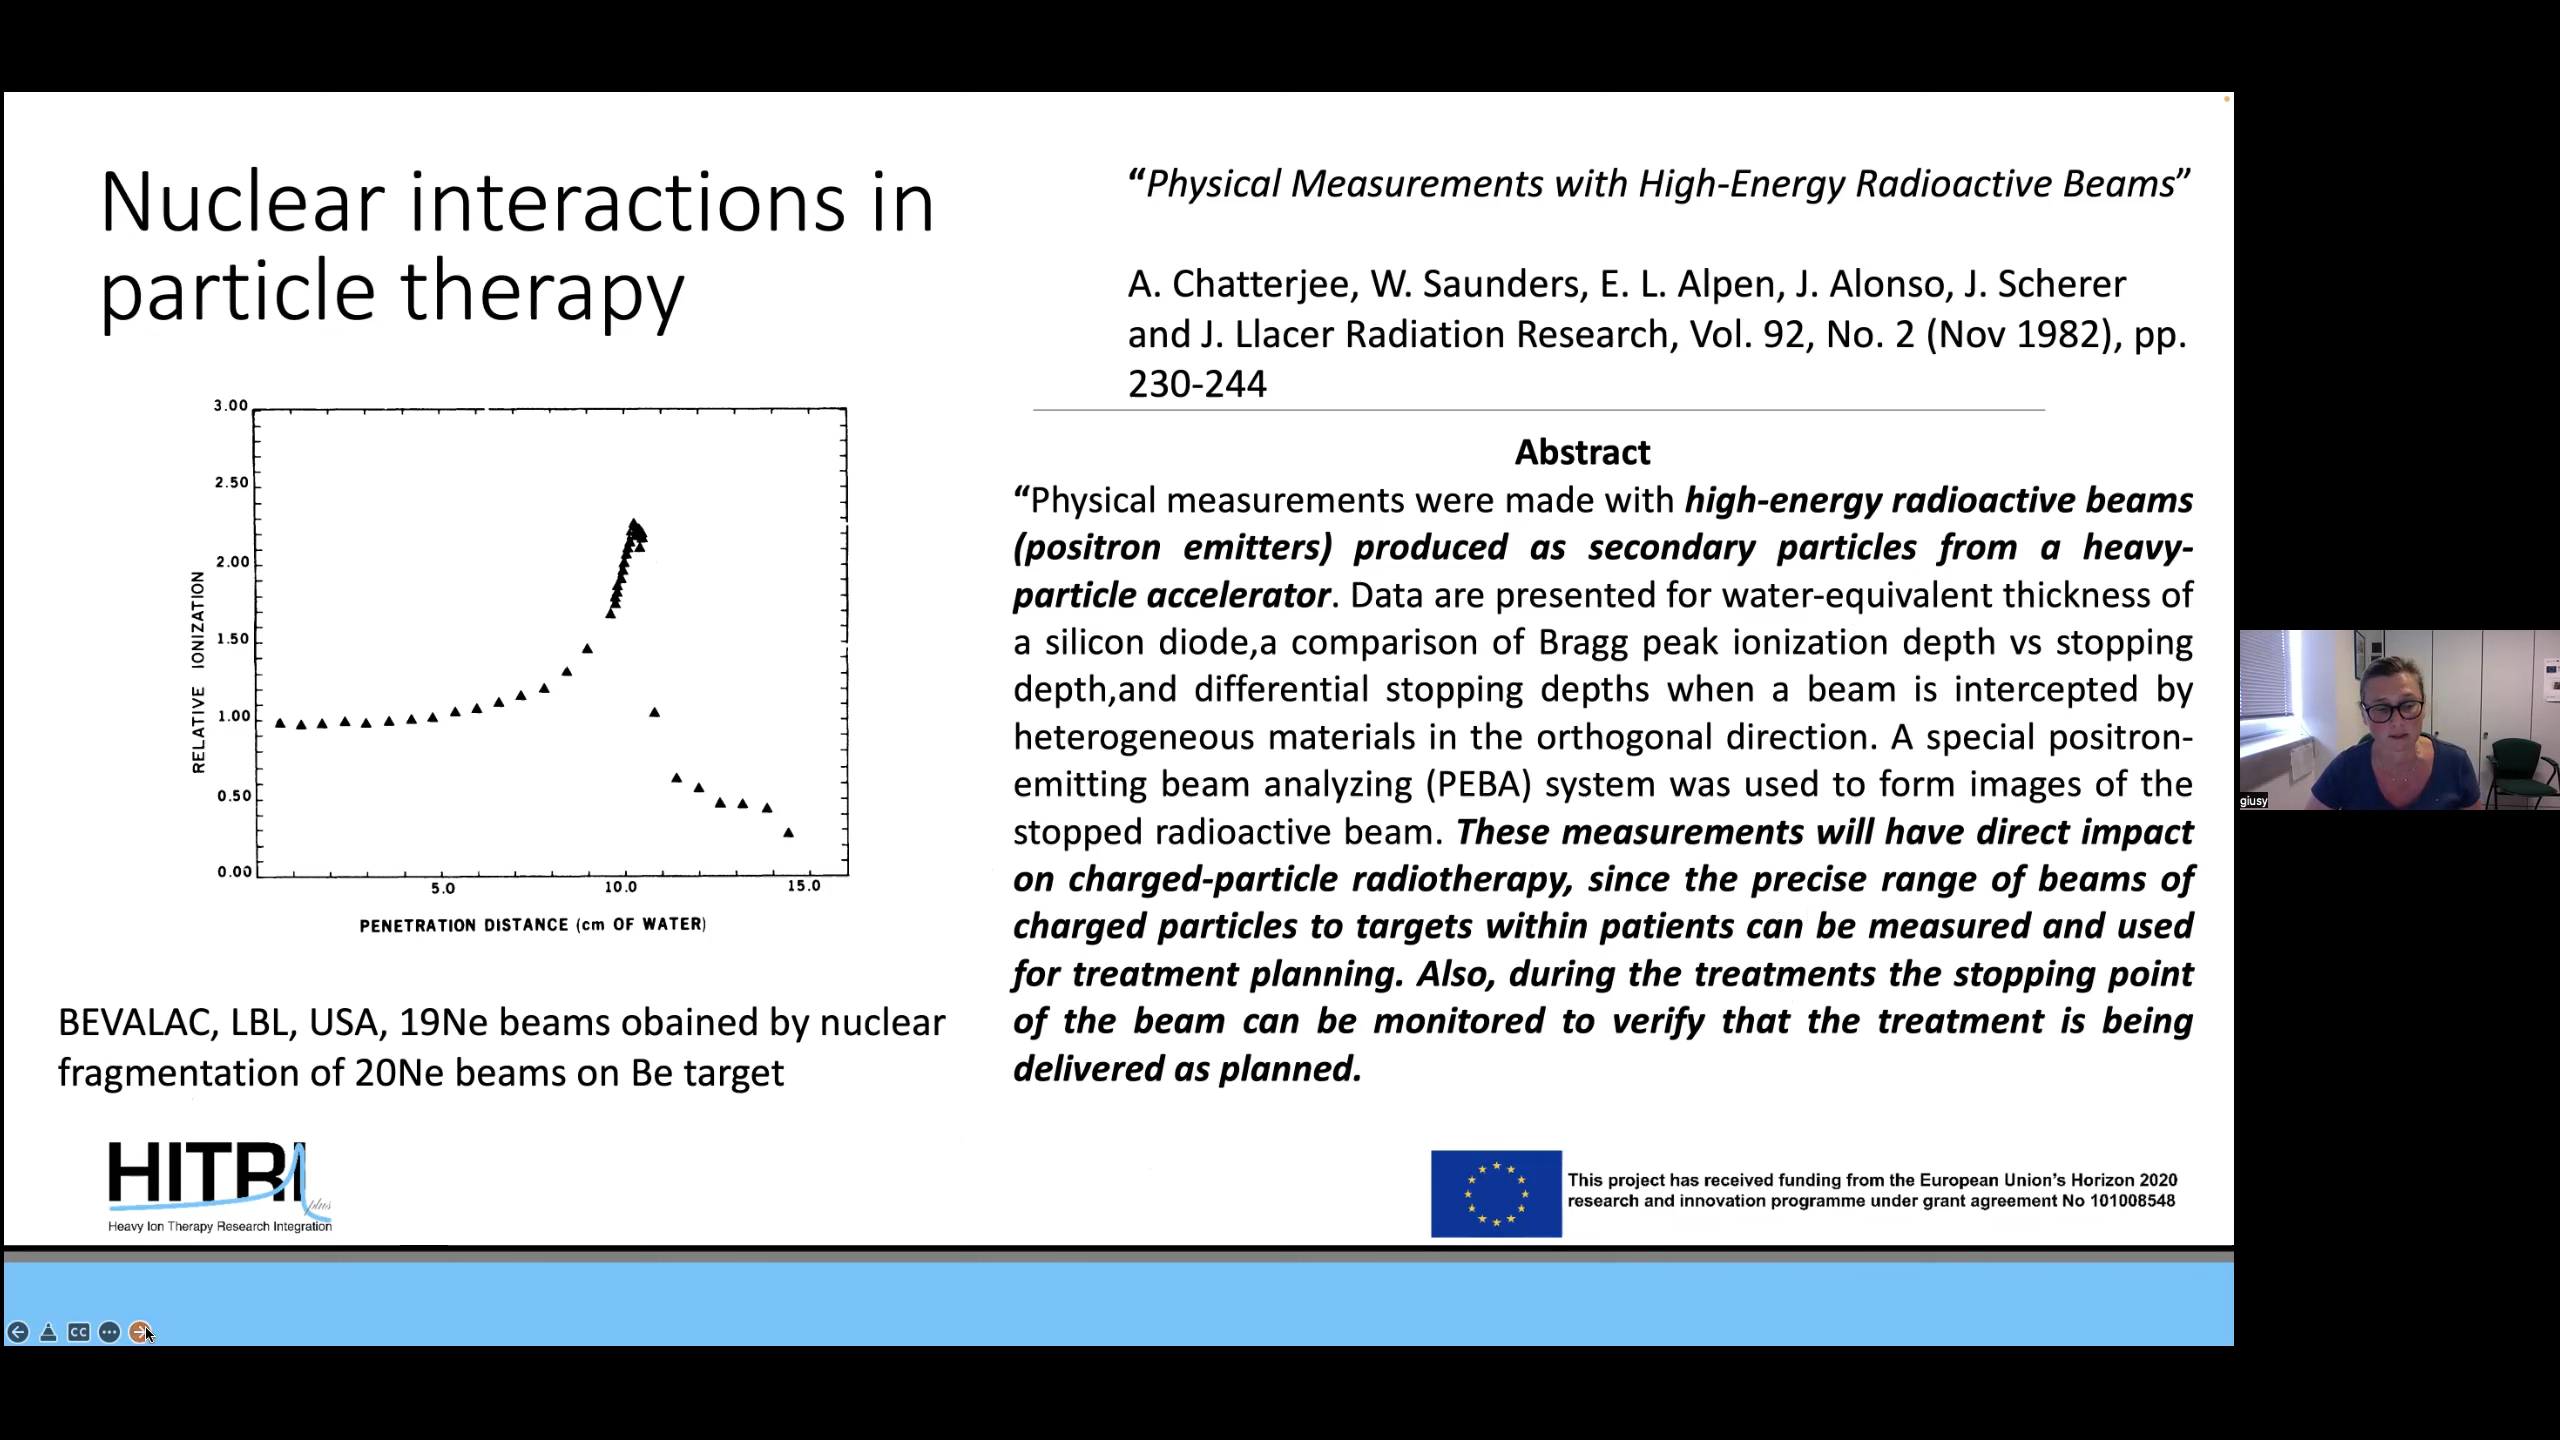 Nuclear interactions in
particle therapy
3.00
2.50
2.00
1.50
1.00
0.50
0.00
RELATIVE IONIZATION
5.0
10.0
15.0
PENETRATION DISTANCE (cm OF WATER)
BEVALAC, LBL, USA, 19Ne beams obained by nuclear
fragmentation of 20Ne beams on Be target
“Physical Measurements with High-Energy Radioactive Beams”
A. Chatterjee, W. Saunders, E. L. Alpen, J. Alonso, J. Scherer
and J. Llacer Radiation Research, Vol. 92, No. 2 (Nov 1982), pp.
230-244
Abstract
“Physical measurements were made with high-energy radioactive beams
(positron emitters) produced as secondary particles from a heavy-
particle accelerator. Data are presented for water-equivalent thickness of
a silicon diode,a comparison of Bragg peak ionization depth vs stopping
depth,and differential stopping depths when a beam is intercepted by
heterogeneous materials in the orthogonal direction. A special positron-
emitting beam analyzing (PEBA) system was used to form images of the
stopped radioactive beam. These measurements will have direct impact
on charged-particle radiotherapy, since the precise range of beams of
charged particles to targets within patients can be measured and used
for treatment planning. Also, during the treatments the stopping point
of the beam can be monitored to verify that the treatment is being
delivered as planned.
HITRI
plus
Heavy Ion Therapy Research Integration
This project has received funding from the European Union’s Horizon 2020
research and innovation programme under grant agreement No 101008548
CC
giusy